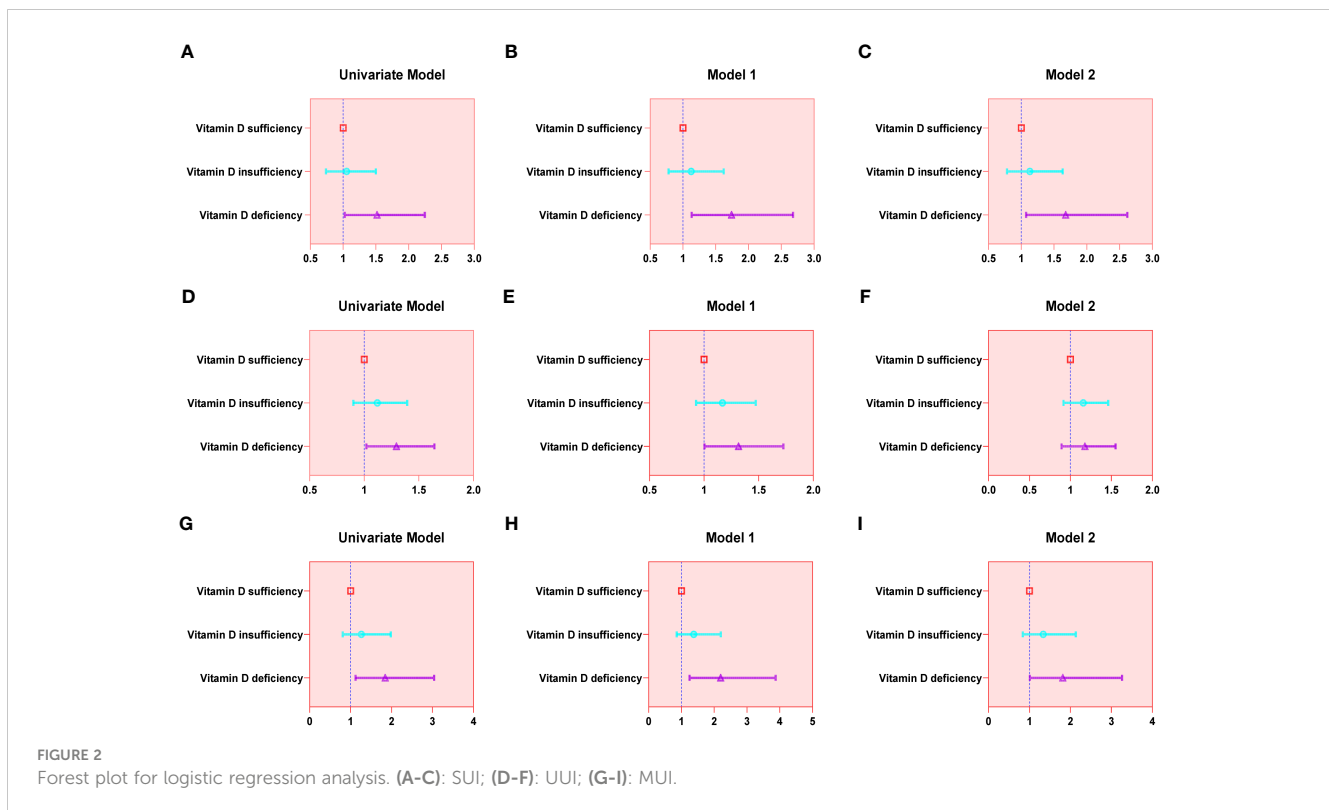 A
B
C
Univariate Model
Model 1
Model 2
Vitamin D sufficiency
Vitamin D insufficiency
Vitamin D deficiency
0.5 1 1.5 2.0 2.5 3.0
Vitamin D sufficiency
Vitamin D insufficiency
Vitamin D deficiency
0.5 1 1.5 2.0 2.5 3.0
Vitamin D sufficiency
Vitamin D insufficiency
Vitamin D deficiency
0.5 1 1.5 2.0 2.5 3.0
D
E
F
Univariate Model
Model 1
Model 2
Vitamin D sufficiency
Vitamin D insufficiency
Vitamin D deficiency
0.5 1 1.5 2.0
Vitamin D sufficiency
Vitamin D insufficiency
Vitamin D deficiency
0.5 1 1.5 2.0
Vitamin D sufficiency
Vitamin D insufficiency
Vitamin D deficiency
0.0 0.5 1 1.5 2.0
G
H
I
Univariate Model
Model 1
Model 2
Vitamin D sufficiency
Vitamin D insufficiency
Vitamin D deficiency
0 1 2 3 4
Vitamin D sufficiency
Vitamin D insufficiency
Vitamin D deficiency
0 1 2 3 4 5
Vitamin D sufficiency
Vitamin D insufficiency
Vitamin D deficiency
0 1 2 3 4
FIGURE 2
Forest plot for logistic regression analysis. (A-C): SUI; (D-F): UUI; (G-I): MUI.